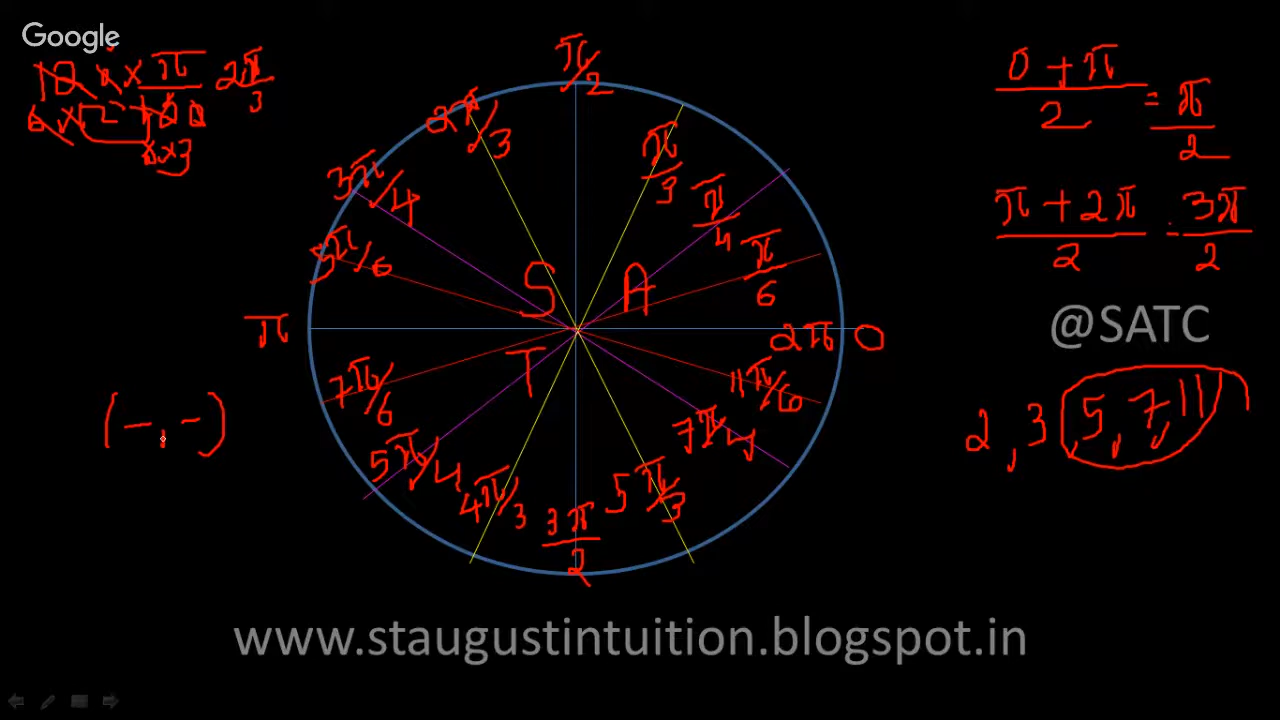 Google
2π/3
0 + π / 2 = π/2
π + 2π / 2 = 3π/2
@SATC
2, 3, 5, 7, 11
π/2
2π/3
π/3
3π/4
π/4
5π/6
π/6
S A
π
2π 0
T
7π/6
11π/6
(-, -)
5π/4
7π/4
4π/3
5π/3
3π/2
www.staugustintuition.blogspot.in